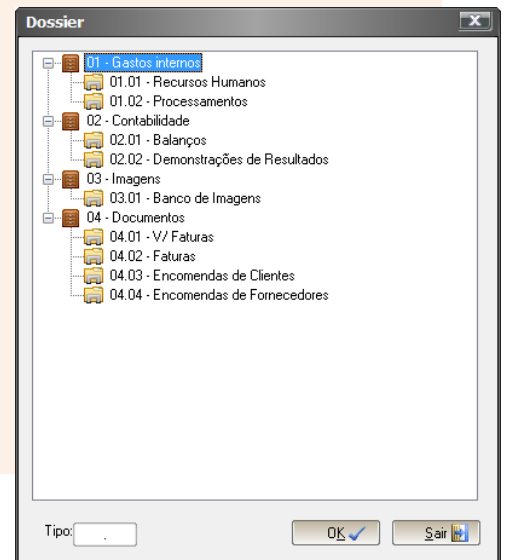 Dossier
01 - Gastos internos
01.01 - Recursos Humanos
01.02 - Processamentos
02 - Contabilidade
02.01 - Balanços
02.02 - Demonstrações de Resultados
03 - Imagens
03.01 - Banco de Imagens
04 - Documentos
04.01 - V/ Faturas
04.02 - Faturas
04.03 - Encomendas de Clientes
04.04 - Encomendas de Fornecedores
Tipo: . OK Sair